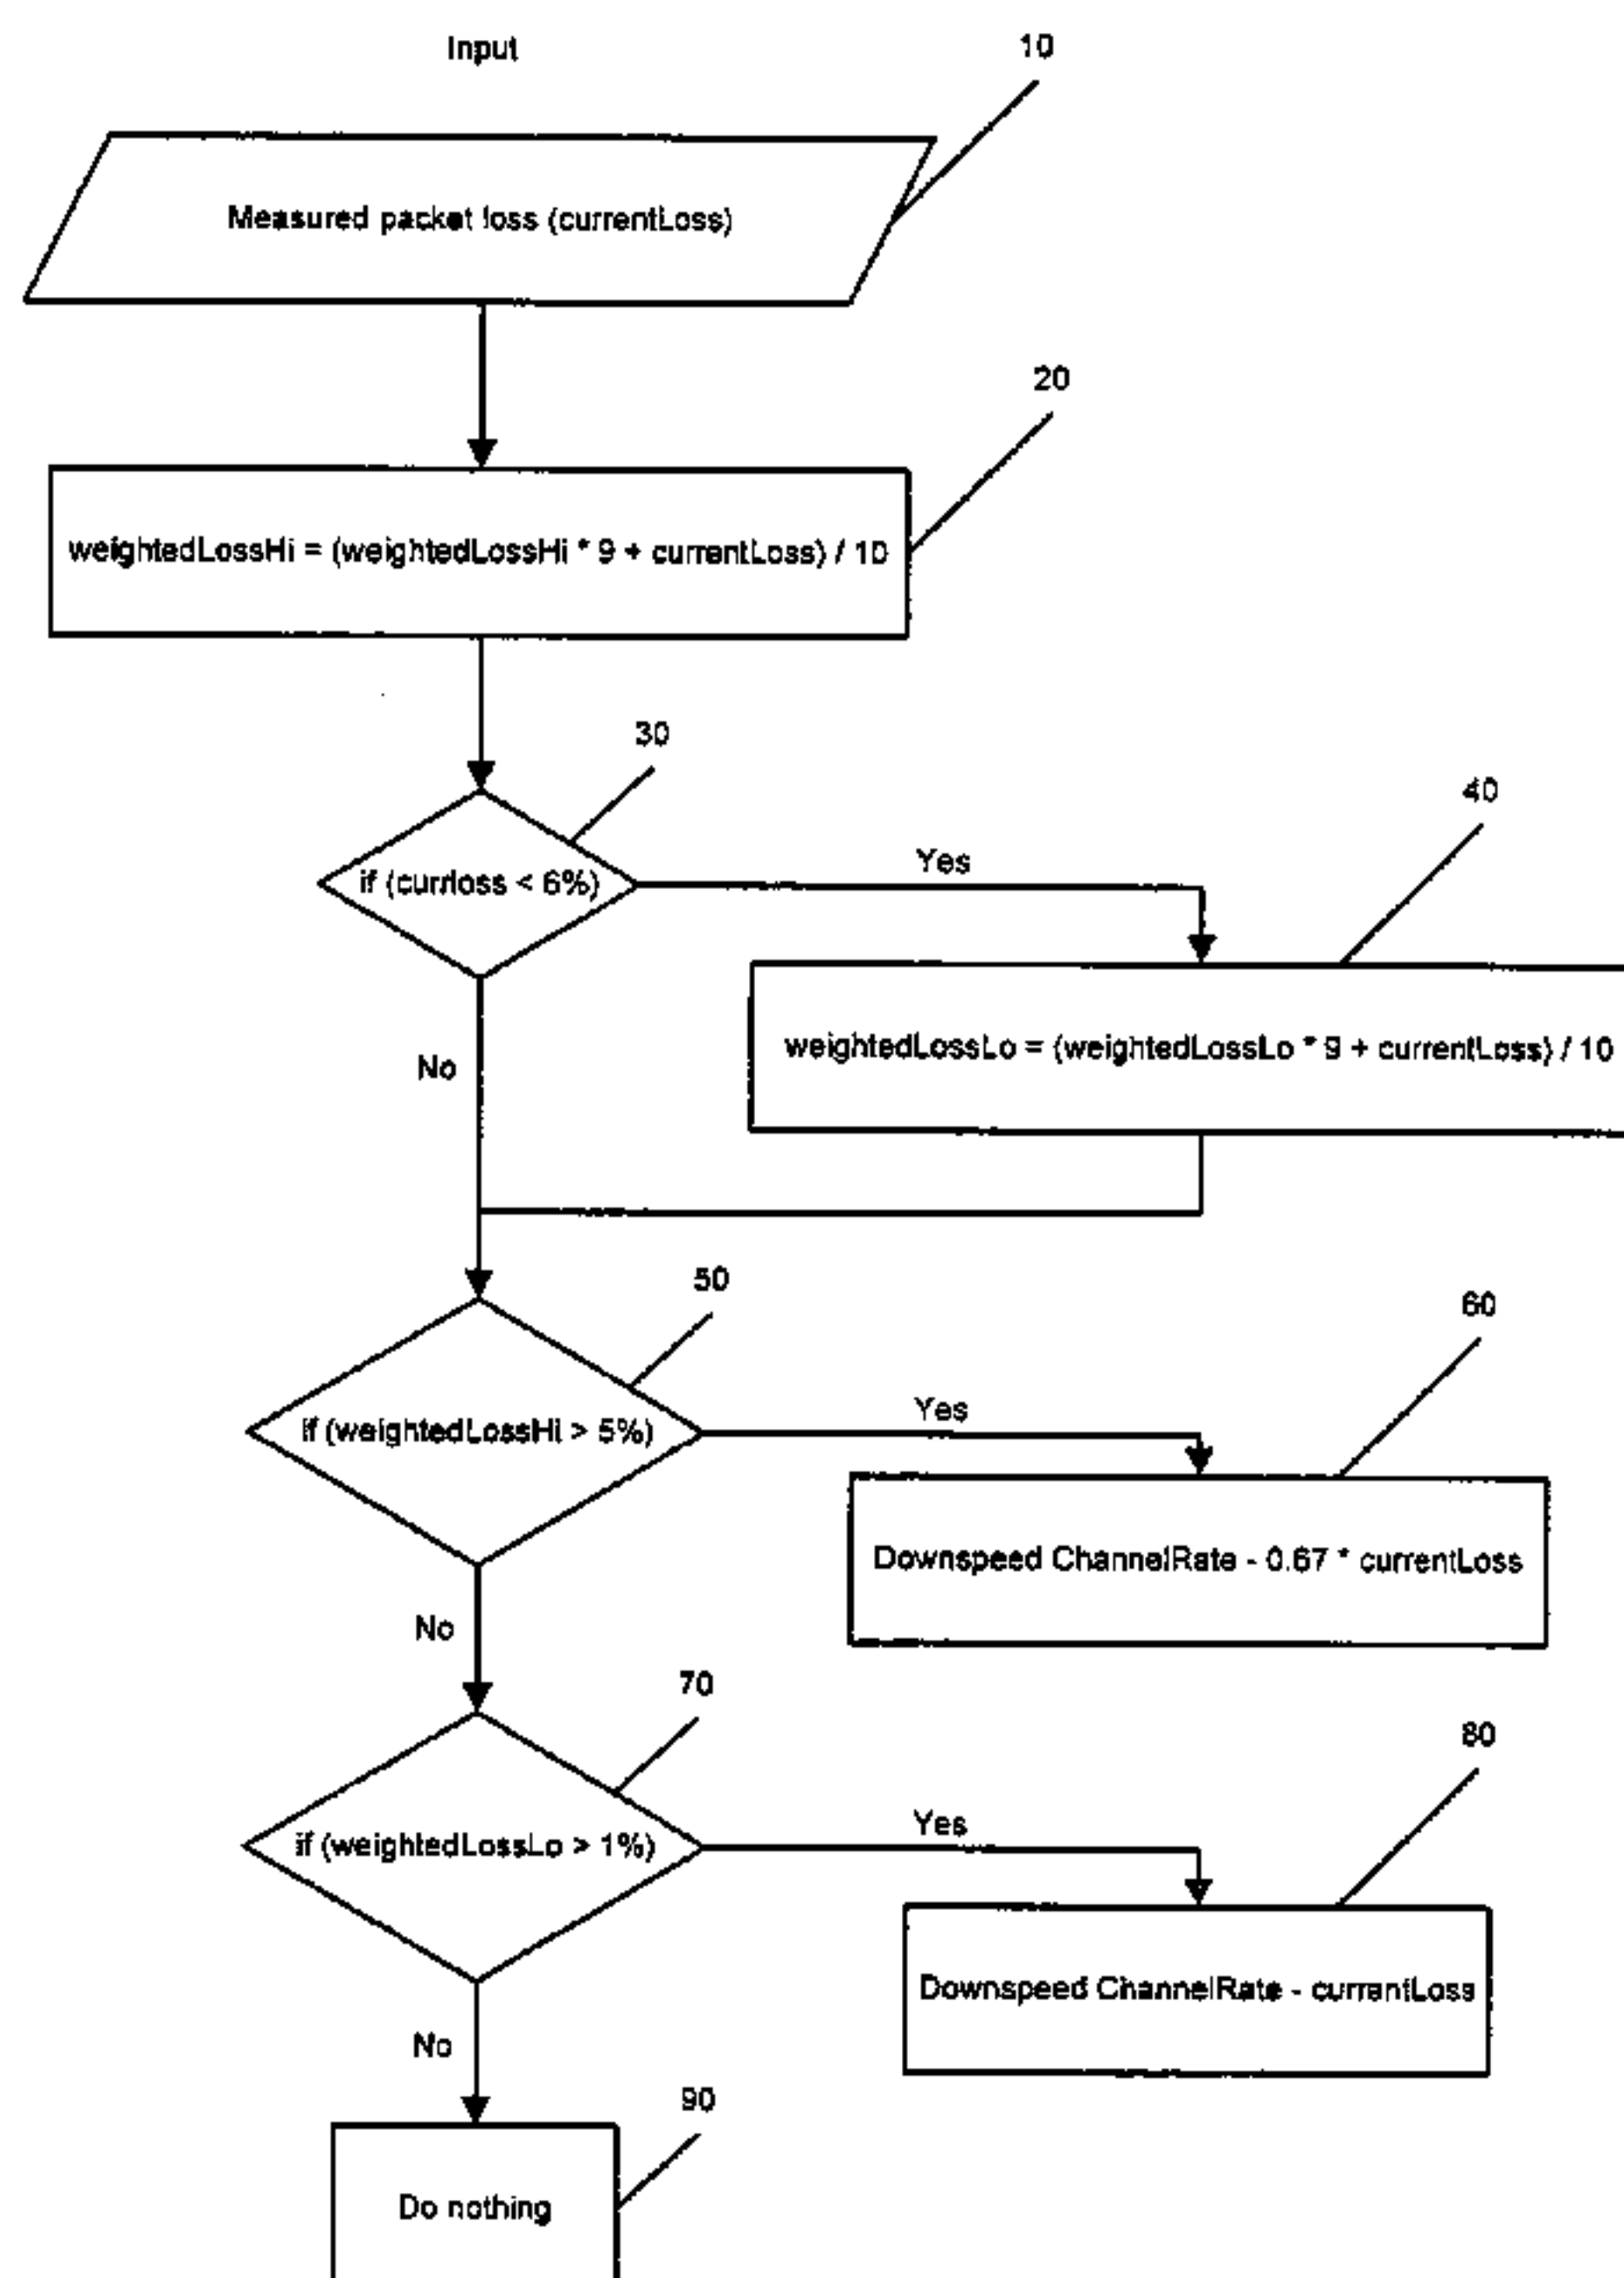 Input
10
Measured packet loss (currentLoss)
20
weightedLossHi = (weightedLossHi * 9 + currentLoss) / 10
30
if (currloss < 6%)
Yes
40
weightedLossLo = (weightedLossLo * 9 + currentLoss) / 10
No
50
if (weightedLossHi > 5%)
Yes
60
Downspeed ChannelRate - 0.67 * currentLoss
No
70
if (weightedLossLo > 1%)
Yes
80
Downspeed ChannelRate - currentLoss
No
90
Do nothing